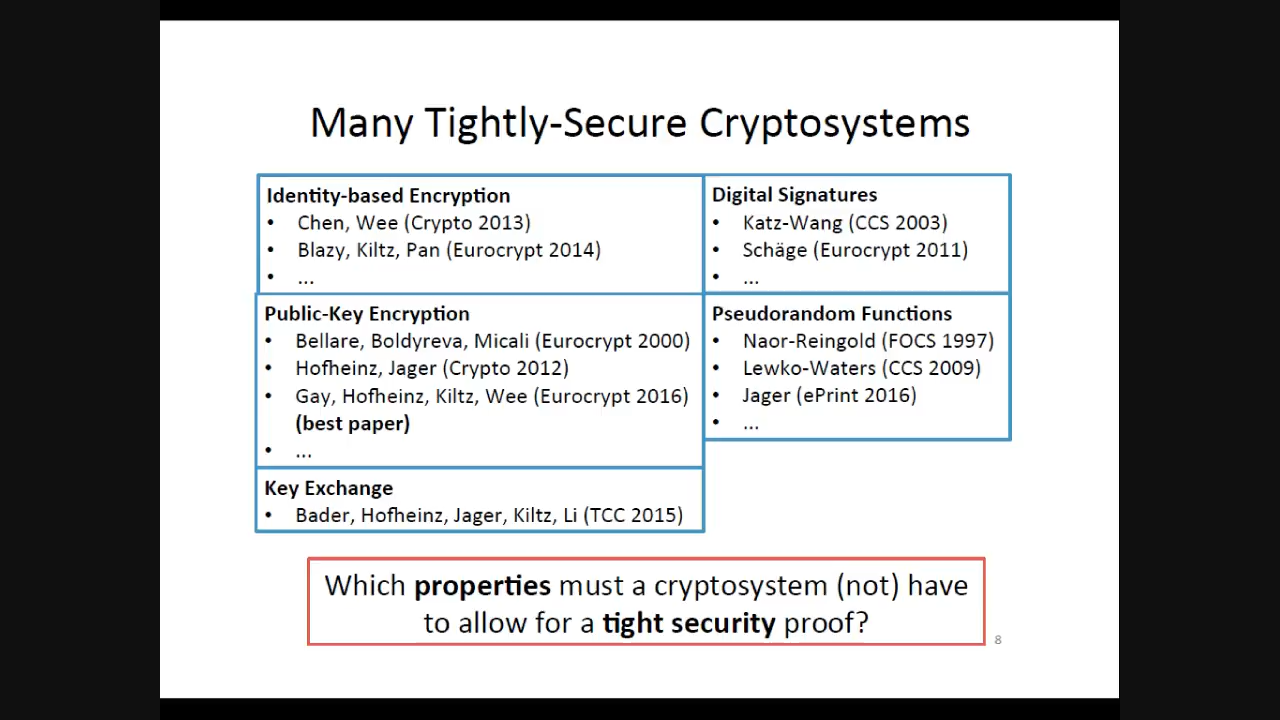 Many Tightly-Secure Cryptosystems
Identity-based Encryption
• Chen, Wee (Crypto 2013)
• Blazy, Kiltz, Pan (Eurocrypt 2014)
• ...
Digital Signatures
• Katz-Wang (CCS 2003)
• Schäge (Eurocrypt 2011)
• ...
Public-Key Encryption
• Bellare, Boldyreva, Micali (Eurocrypt 2000)
• Hofheinz, Jager (Crypto 2012)
• Gay, Hofheinz, Kiltz, Wee (Eurocrypt 2016)
(best paper)
• ...
Pseudorandom Functions
• Naor-Reingold (FOCS 1997)
• Lewko-Waters (CCS 2009)
• Jager (ePrint 2016)
• ...
Key Exchange
• Bader, Hofheinz, Jager, Kiltz, Li (TCC 2015)
Which properties must a cryptosystem (not) have
to allow for a tight security proof?
8